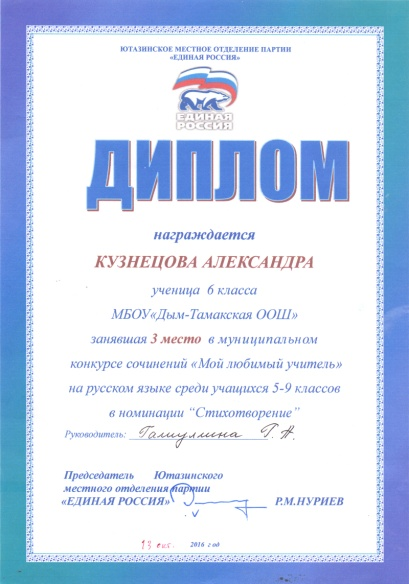 ЮТАЗИНСКОЕ МЕСТНОЕ ОТДЕЛЕНИЕ ПАРТИИ
«ЕДИНАЯ РОССИЯ»
ЕДИНАЯ
РОССИЯ
ДИПЛОМ
награждается
КУЗНЕЦОВА АЛЕКСАНДРА
ученица 6 класса
МБОУ«Дым-Тамакская ООШ»
занявшая 3 место в муниципальном
конкурсе сочинений «Мой любимый учитель»
на русском языке среди учащихся 5-9 классов
в номинации “Стихотворение”
Руководитель: Гатуллина Г. Н.
Председатель Ютазинского
местного отделения партии
«ЕДИНАЯ РОССИЯ» Р.М.НУРИЕВ
13 2016 год